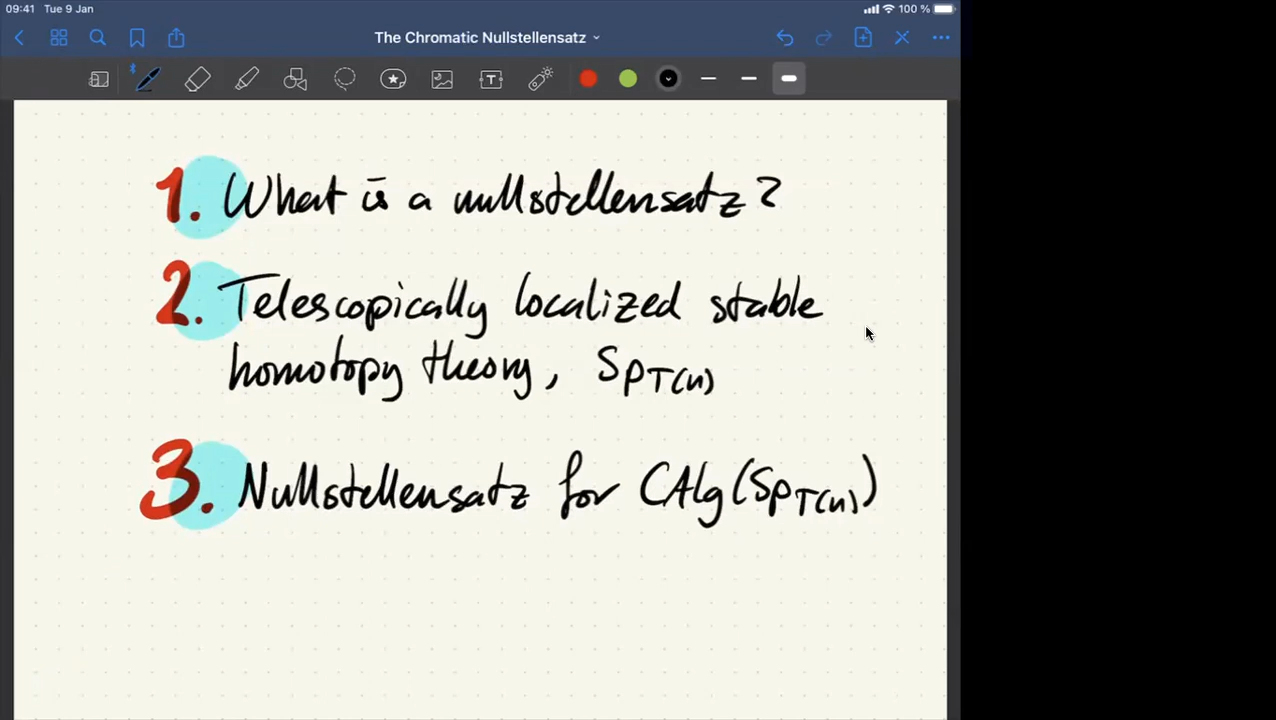 09:41 Tue 9 Jan 100 %
The Chromatic Nullstellensatz
1. What is a nullstellensatz?
2. Telescopically localized stable
homotopy theory, Sp_T(n)
3. Nullstellensatz for CAlg(Sp_T(n))